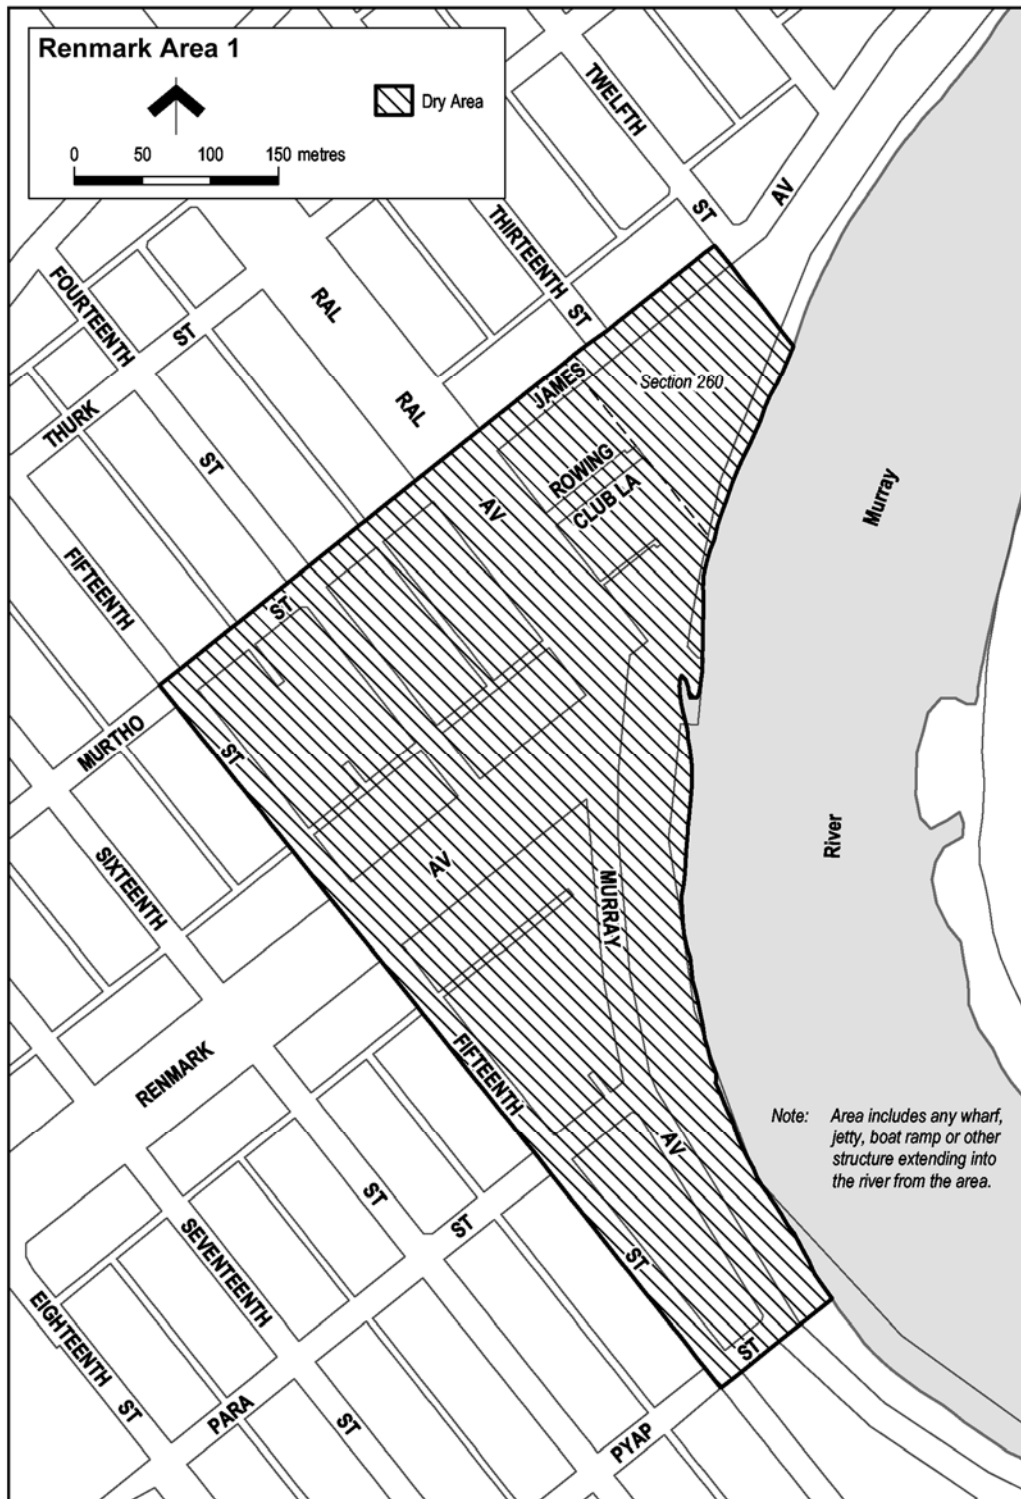 Renmark Area 1
Dry Area
0 50 100 150 metres
TWELFTH
ST
AV
THIRTEENTH
ST
FOURTEENTH
ST
RAL
RAL
THURK
ST
JAMES
Section 260
ROWING
CLUB LA
AV
Murray
FIFTEENTH
ST
MURTHO
ST
SIXTEENTH
AV
River
MURRAY
RENMARK
FIFTEENTH
Note: Area includes any wharf,
jetty, boat ramp or other
structure extending into
the river from the area.
AV
ST
ST
SEVENTEENTH
ST
EIGHTEENTH
ST
PARA
ST
PYAP
ST